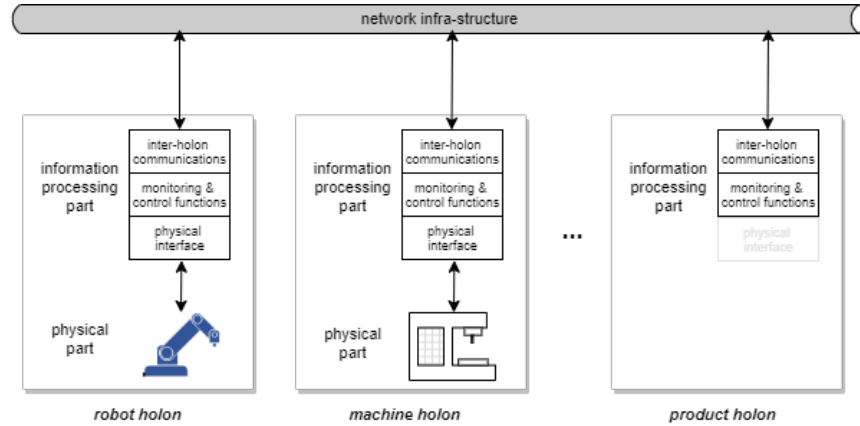 network infra-structure
inter-holon
communications
monitoring &
control functions
physical
interface
information
processing
part
physical
part
robot holon
inter-holon
communications
monitoring &
control functions
physical
interface
information
processing
part
physical
part
machine holon
...
inter-holon
communications
monitoring &
control functions
physical
interface
information
processing
part
product holon